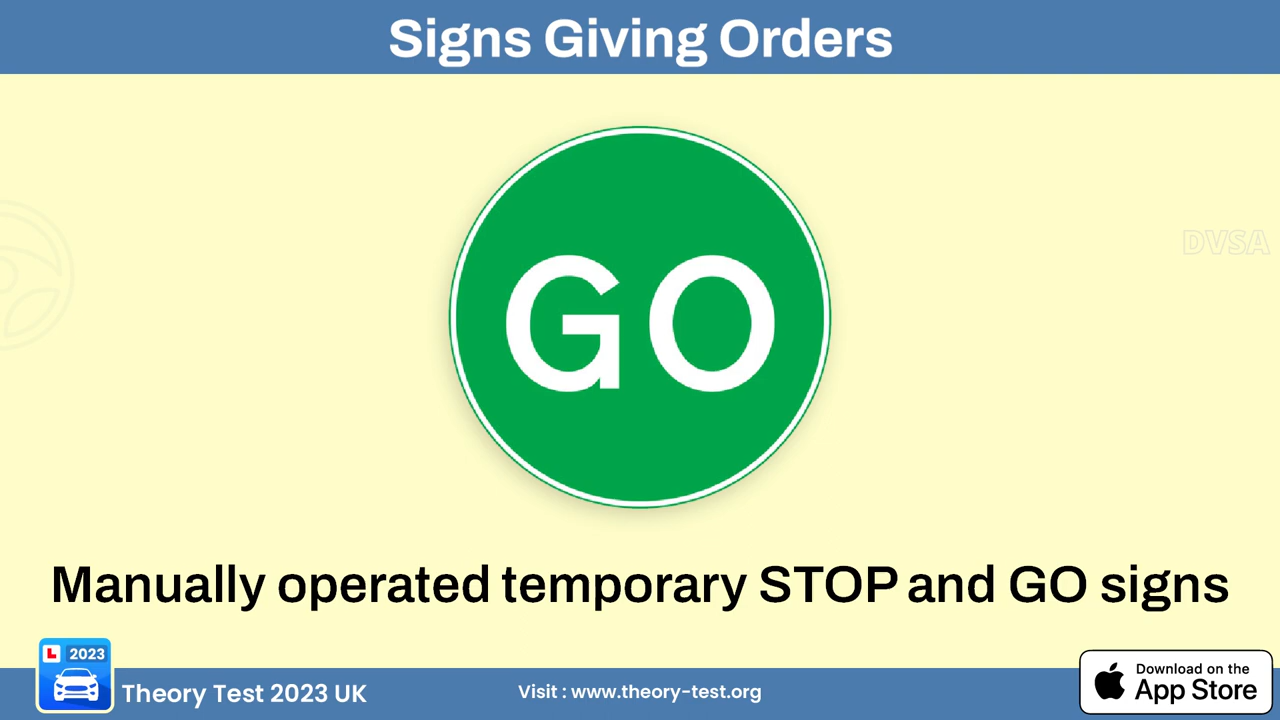 Signs Giving Orders
DVSA
GO
Manually operated temporary STOP and GO signs
L 2023
Theory Test 2023 UK
Visit : www.theory-test.org
Download on the
App Store